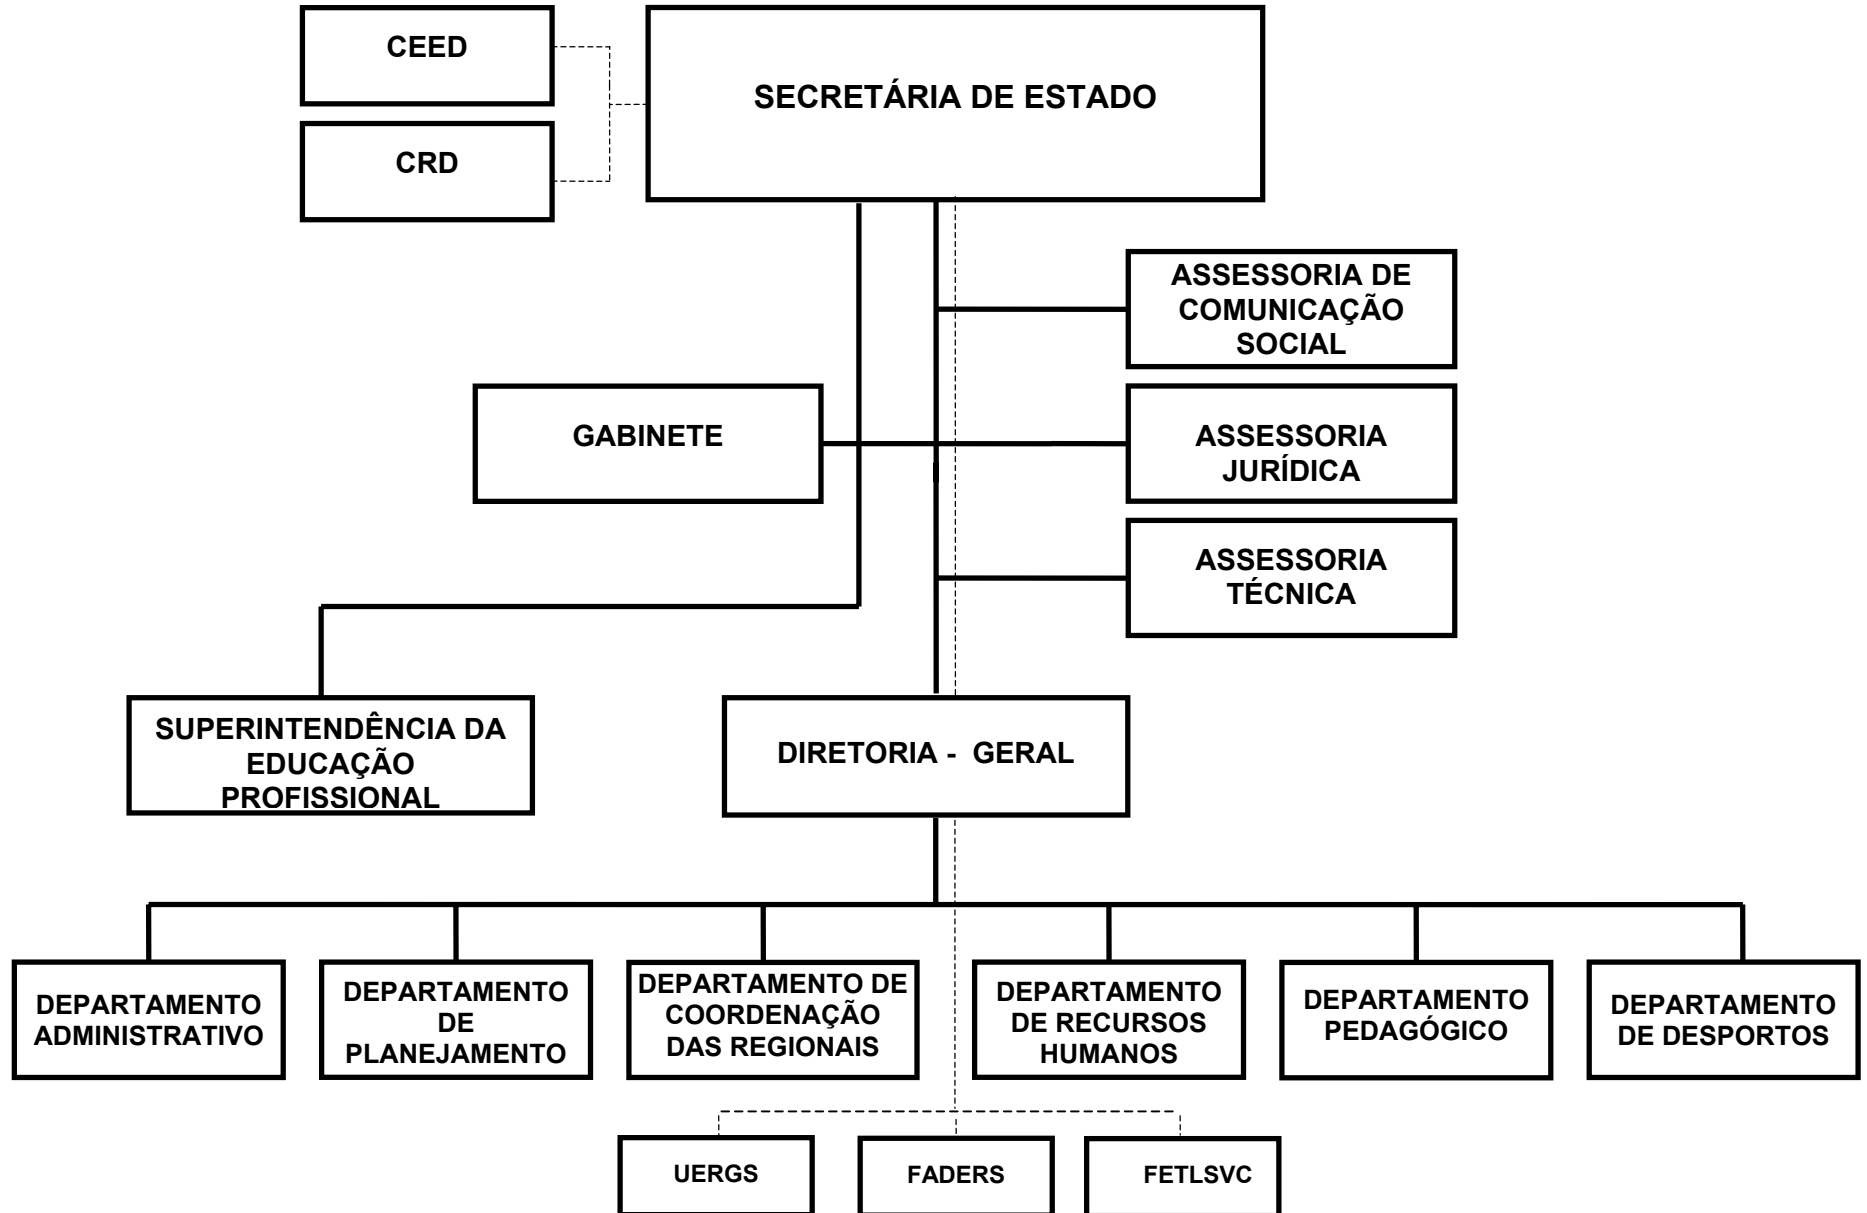 CEED
SECRETÁRIA DE ESTADO
CRD
ASSESSORIA DE
COMUNICAÇÃO
SOCIAL
GABINETE
ASSESSORIA
JURÍDICA
ASSESSORIA
TÉCNICA
SUPERINTENDÊNCIA DA
EDUCAÇÃO
PROFISSIONAL
DIRETORIA - GERAL
DEPARTAMENTO
ADMINISTRATIVO
DEPARTAMENTO
DE
PLANEJAMENTO
DEPARTAMENTO DE
COORDENAÇÃO
DAS REGIONAIS
DEPARTAMENTO
DE RECURSOS
HUMANOS
DEPARTAMENTO
PEDAGÓGICO
DEPARTAMENTO
DE DESPORTOS
UERGS
FADERS
FETLSVC